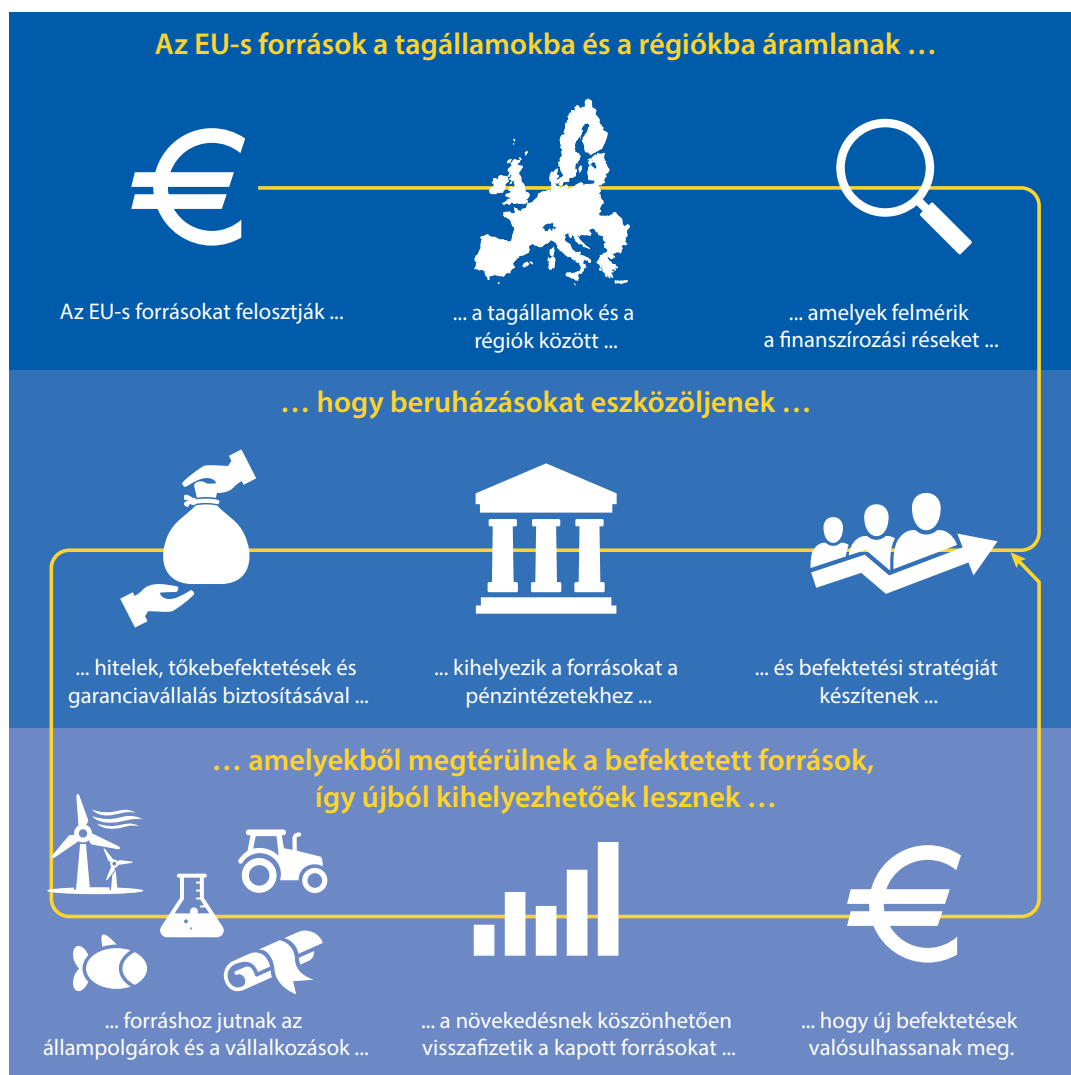 Az EU-s források a tagállamokba és a régiókba áramlanak …
Az EU-s forrásokat felosztják ...
... a tagállamok és a
régiók között ...
... amelyek felmérik
a finanszírozási réseket ...
… hogy beruházásokat eszközöljenek …
... hitelek, tőkebefektetések és
garanciavállalás biztosításával ...
... kihelyezik a forrásokat a
pénzintézetekhez ...
... és befektetési stratégiát
készítenek ...
… amelyekből megtérülnek a befektetett források,
így újból kihelyezhetőek lesznek …
... forráshoz jutnak az
állampolgárok és a vállalkozások ...
... a növekedésnek köszönhetően
visszafizetik a kapott forrásokat ...
... hogy új befektetések
valósulhassanak meg.